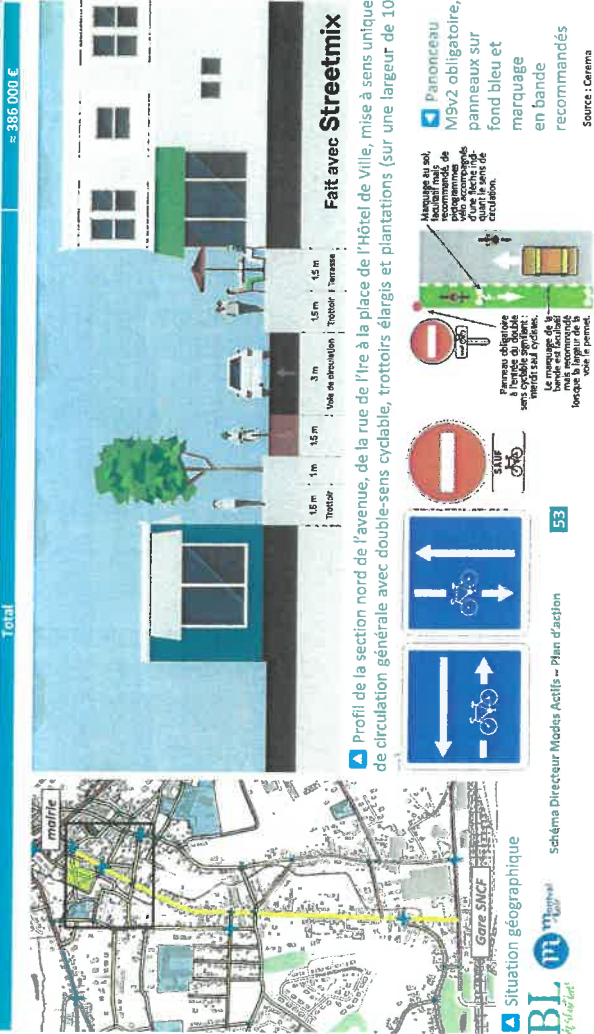 Total
≈ 386 000 €
mairie
Gare SNCF
Situation géographique
1.5 m
Trottoir
1 m
1.5 m
3 m
Voie de circulation
1.5 m
Trottoir
1.5 m
Terrasse
Fait avec Streetmix
Profil de la section nord de l'avenue, de la rue de l'Ire à la place de l'Hôtel de Ville, mise à sens unique
de circulation générale avec double-sens cyclable, trottoirs élargis et plantations (sur une largeur de 10
SAUF
Panneau obligatoire
à l'entrée du double
sens cyclable signifiant :
interdit sauf cyclistes.
Le marquage de la
bande est facultatif
mais recommandé
lorsque la largeur de la
voie le permet.
Marquage au sol,
facultatif mais
recommandé, de
pictogrammes
vélo accompagnés
d'une flèche indi-
quant le sens de
circulation.
Panonceau
M9v2 obligatoire,
panneaux sur
fond bleu et
marquage
en bande
recommandés
Source : Cerema
BL
Schéma Directeur Modes Actifs – Plan d'action
53